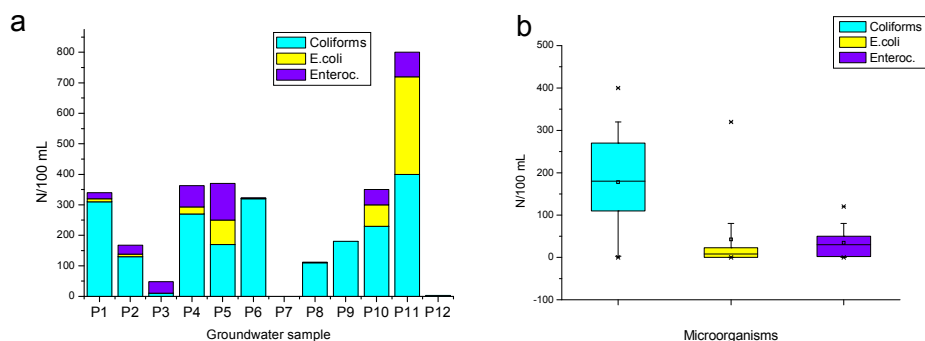 a
Coliforms
E.coli
Enteroc.
800
700
600
500
400
300
200
100
0
N/100 mL
P1 P2 P3 P4 P5 P6 P7 P8 P9 P10 P11 P12
Groundwater sample
b
Coliforms
E.coli
Enteroc.
500
400
300
200
100
0
-100
N/100 mL
Microorganisms